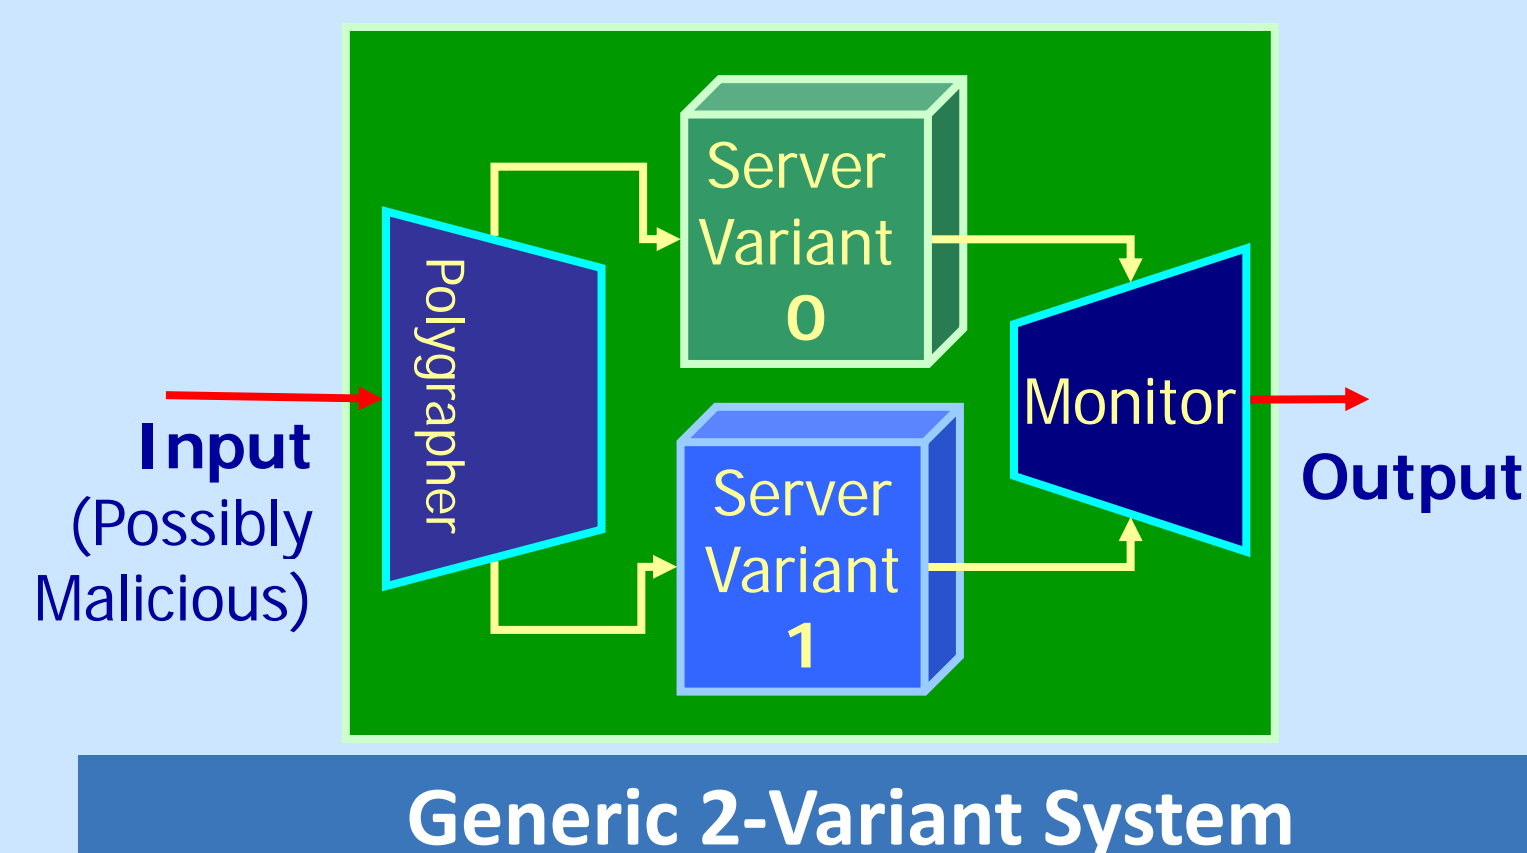 Server
Variant
0
Polygrapher
Input
(Possibly
Malicious)
Server
Variant
1
Monitor
Output
Generic 2-Variant System